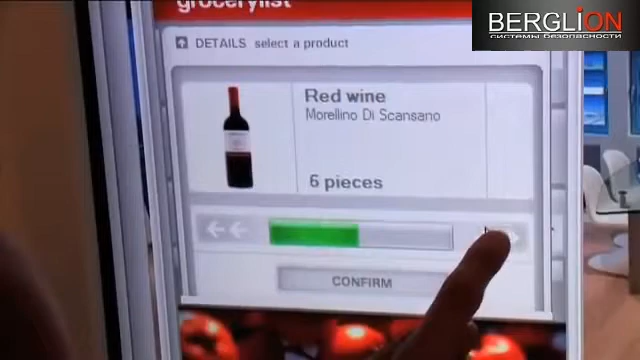 grocerylist
BERGLION
системы безопасности
DETAILS select a product
Red wine
Morellino Di Scansano
6 pieces
CONFIRM